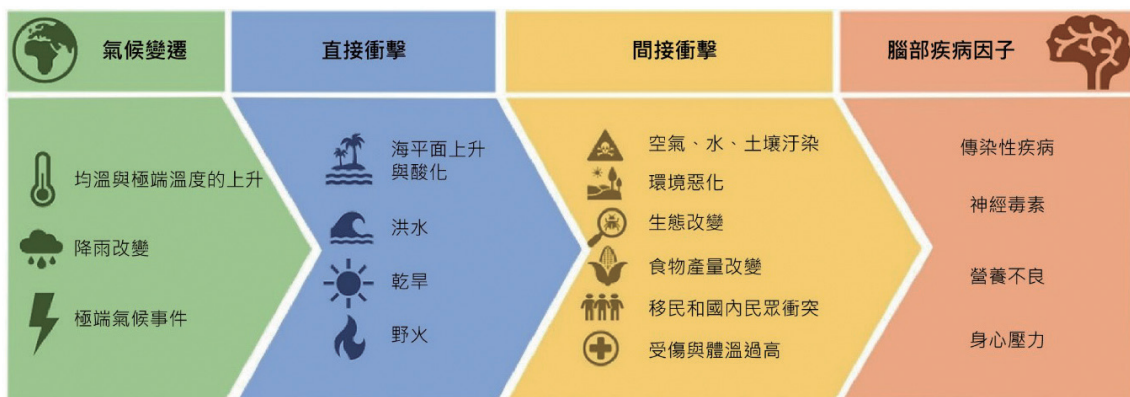 氣候變遷
直接衝擊
間接衝擊
腦部疾病因子
均溫與極端溫度的上升
降雨改變
極端氣候事件
海平面上升
與酸化
洪水
乾旱
野火
空氣、水、土壤汙染
環境惡化
生態改變
食物產量改變
移民和國內民眾衝突
受傷與體溫過高
傳染性疾病
神經毒素
營養不良
身心壓力